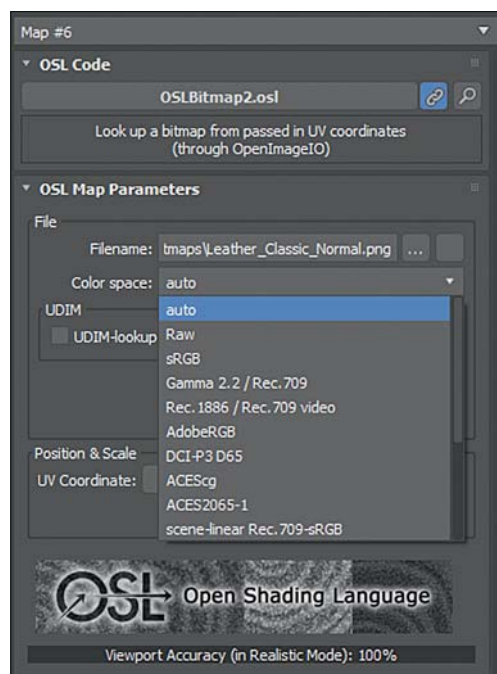 Map #6
OSL Code
OSLBitmap2.osl
Look up a bitmap from passed in UV coordinates
(through OpenImageIO)
OSL Map Parameters
File
Filename: tmaps\Leather_Classic_Normal.png ...
Color space: auto
UDIM
auto
UDIM-lookup
Raw
sRGB
Gamma 2.2 / Rec.709
Rec.1886 / Rec.709 video
AdobeRGB
Position & Scale
DCI-P3 D65
UV Coordinate:
ACEScg
ACES2065-1
scene-linear Rec.709-sRGB
OSL Open Shading Language
Viewport Accuracy (in Realistic Mode): 100%